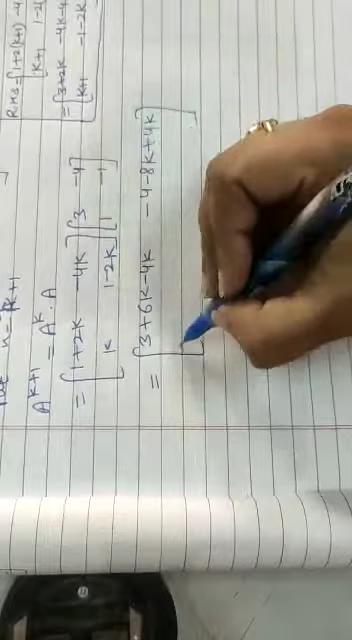 RHS = [1+2(k+1) -4
k+1 1-2(
= [3+2k -4k-4
k+1 -1-2k
n=k+1
A^{k+1} = A^k . A
= [1+2k -4k] [3 -4]
[k 1-2k] [1 -1]
= [3+6k-4k -4-8k+4k]